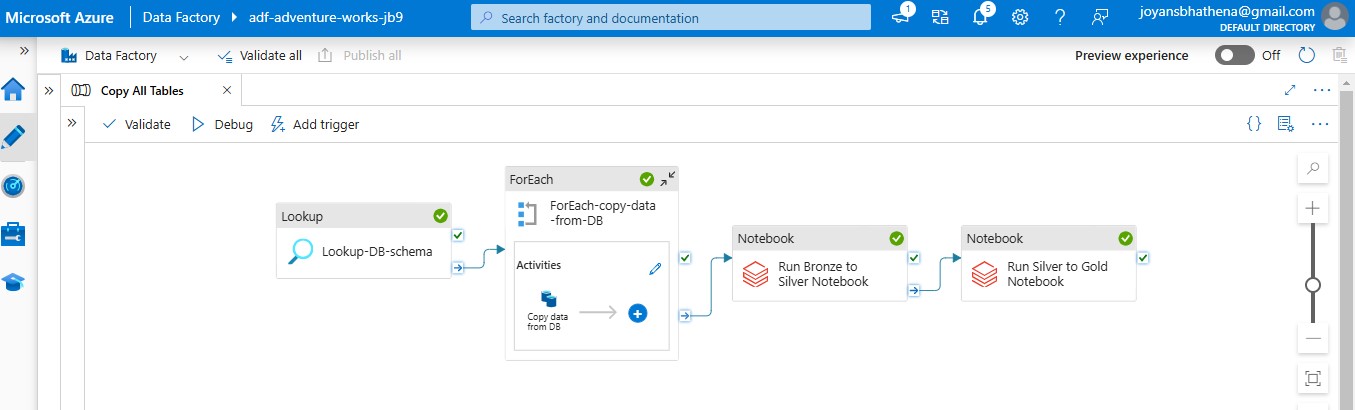 Microsoft Azure
Data Factory
adf-adventure-works-jb9
Search factory and documentation
1
5
joyansbhathena@gmail.com
DEFAULT DIRECTORY
Data Factory
Validate all
Publish all
Preview experience
Off
Copy All Tables
Validate
Debug
Add trigger
Lookup
Lookup-DB-schema
ForEach
ForEach-copy-data
-from-DB
Activities
Copy data
from DB
Notebook
Run Bronze to
Silver Notebook
Notebook
Run Silver to Gold
Notebook